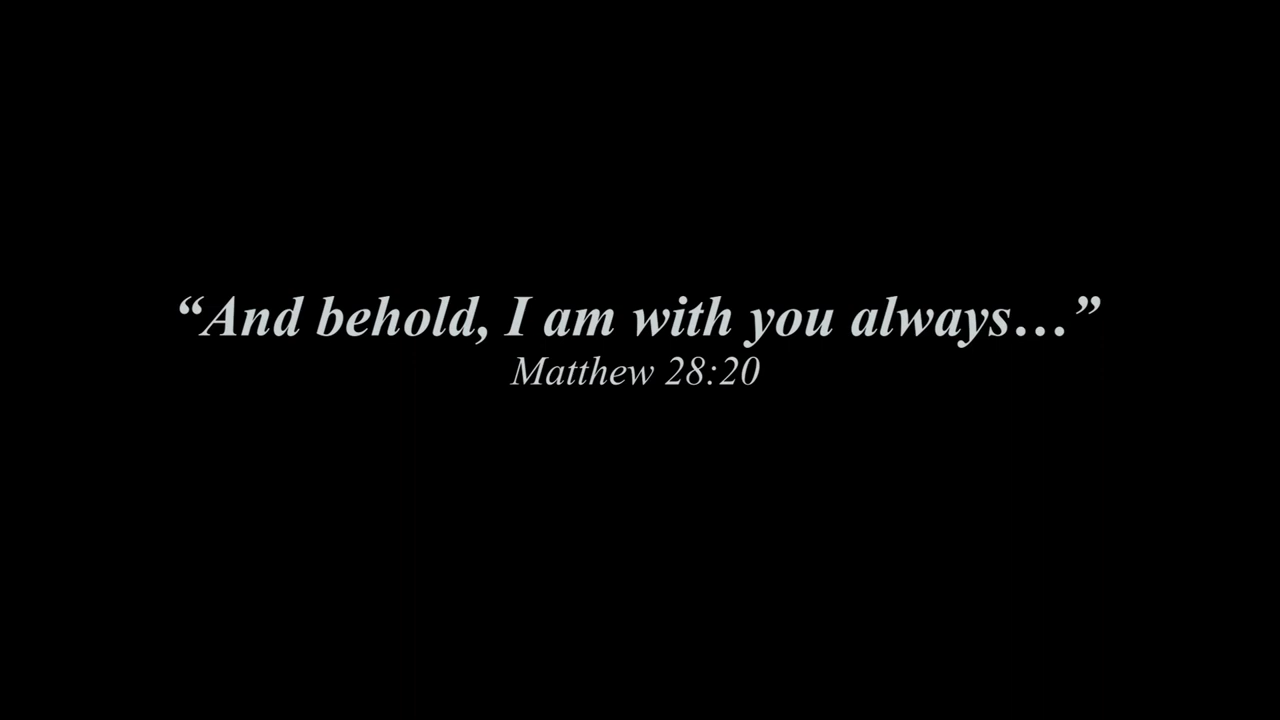 “And behold, I am with you always…”
Matthew 28:20